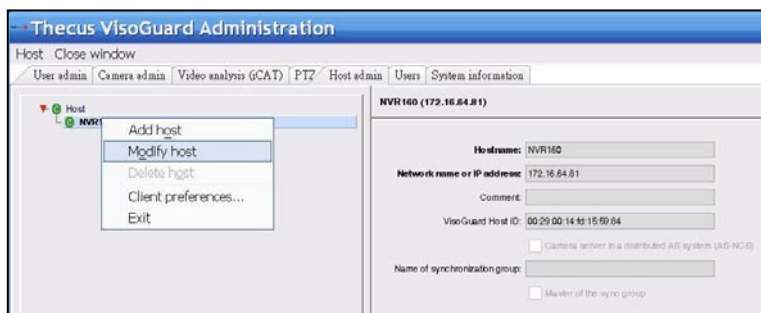 Thecus VisoGuard Administration
Host Close window
User admin Camera admin Video analysis (iCAT) PTZ Host admin Users System information
Host
NVR1
Add host
Modify host
Delete host
Client preferences...
Exit
NVR160 (172.16.64.81)
Hostname: NVR160
Network name or IP address: 172.16.64.81
Comment:
VisoGuard Host ID: 00:29:00:14:fd:15:59:84
Camera server in a distributed AS system (AS-NCS)
Name of synchronization group:
Master of the sync group